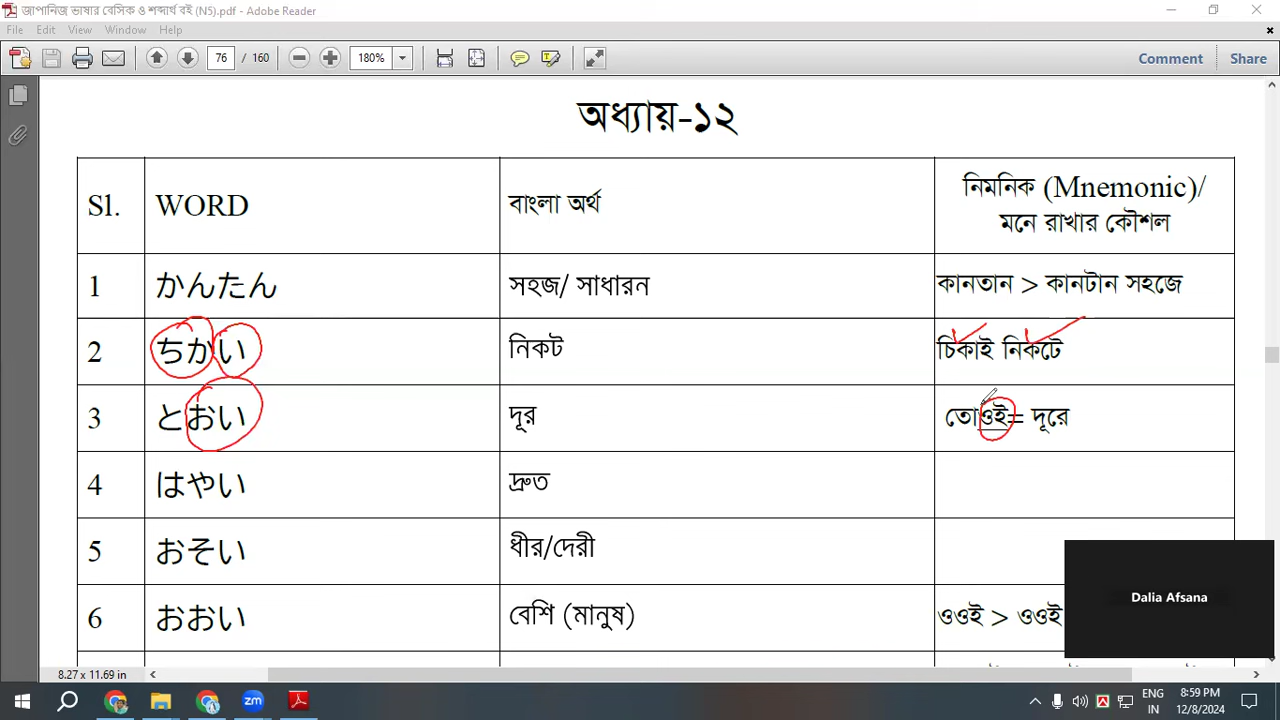 জাপানিজ ভাষার বেসিক ও শব্দার্থ বই (N5).pdf - Adobe Reader
File Edit View Window Help
76 / 160 180% Comment Share
অধ্যায়-১২
Sl. WORD বাংলা অর্থ নিমনিক (Mnemonic)/
মনে রাখার কৌশল
1 かんたん সহজ/ সাধারন কানতান > কানটান সহজে
2 ちかい নিকট চিকাই নিকটে
3 とおい দূর তোওই= দূরে
4 はやい দ্রুত
5 おそい ধীর/দেরী
6 おおい বেশি (মানুষ) ওওই > ওওই
Dalia Afsana
8.27 x 11.69 in
ENG
IN
8:59 PM
12/8/2024